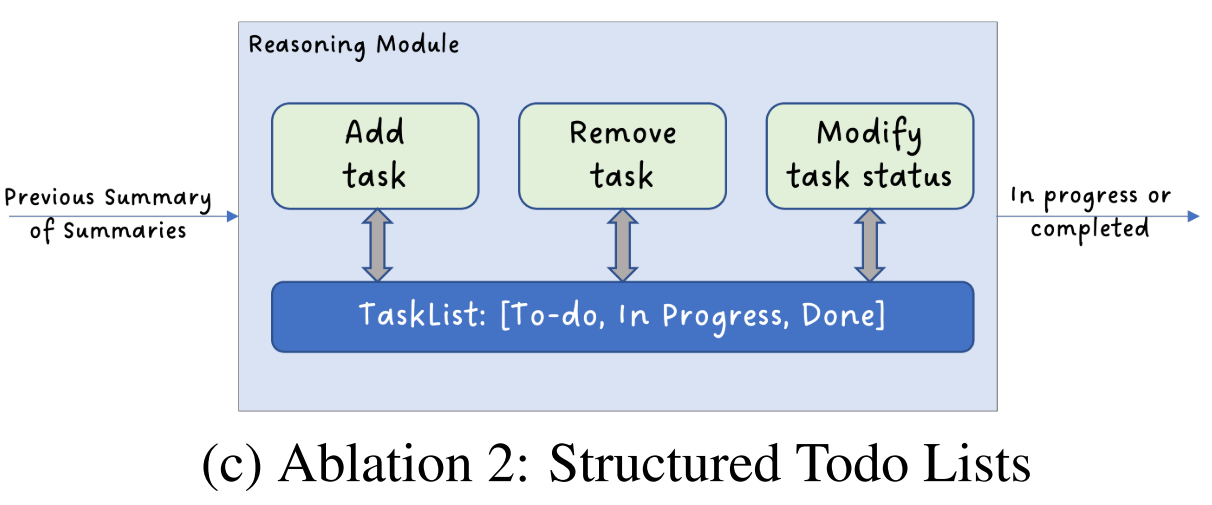 Reasoning Module
Add
task
Remove
task
Modify
task status
Previous Summary
of Summaries
In progress or
completed
TaskList: [To-do, In Progress, Done]
(c) Ablation 2: Structured Todo Lists